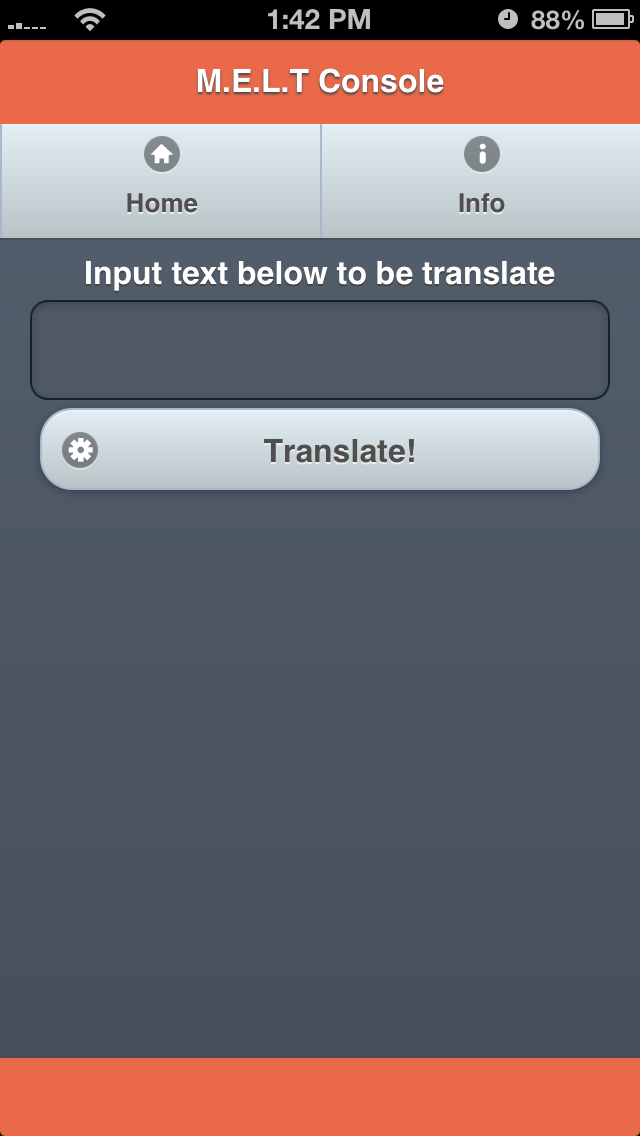 1:42 PM
88%
M.E.L.T Console
Home
Info
Input text below to be translate
Translate!